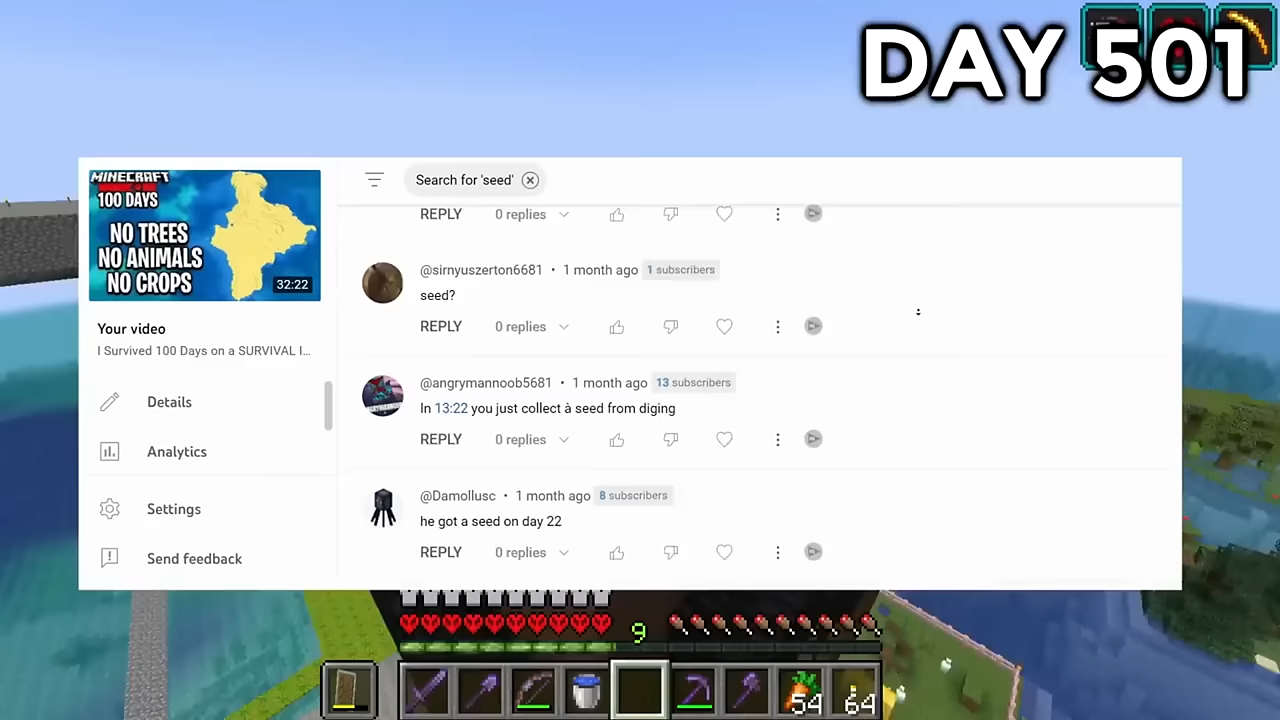 DAY 501
MINECRAFT
100 DAYS
NO TREES
NO ANIMALS
NO CROPS
32:22
Your video
I Survived 100 Days on a SURVIVAL I...
Details
Analytics
Settings
Send feedback
Search for 'seed'
REPLY 0 replies
@sirnyuszerton6681 • 1 month ago 1 subscribers
seed?
REPLY 0 replies
@angrymannoob5681 • 1 month ago 13 subscribers
In 13:22 you just collect à seed from diging
REPLY 0 replies
@Damollusc • 1 month ago 8 subscribers
he got a seed on day 22
REPLY 0 replies
9
54 64